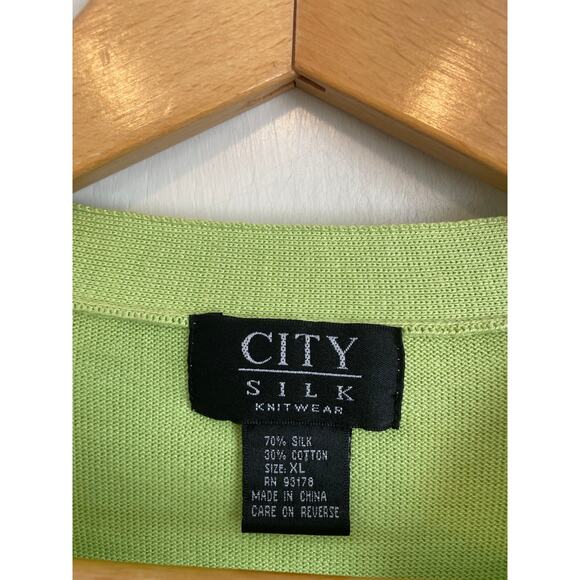 CITY
SILK
KNITWEAR
70% SILK
30% COTTON
SIZE: XL
RN 93178
MADE IN CHINA
CARE ON REVERSE